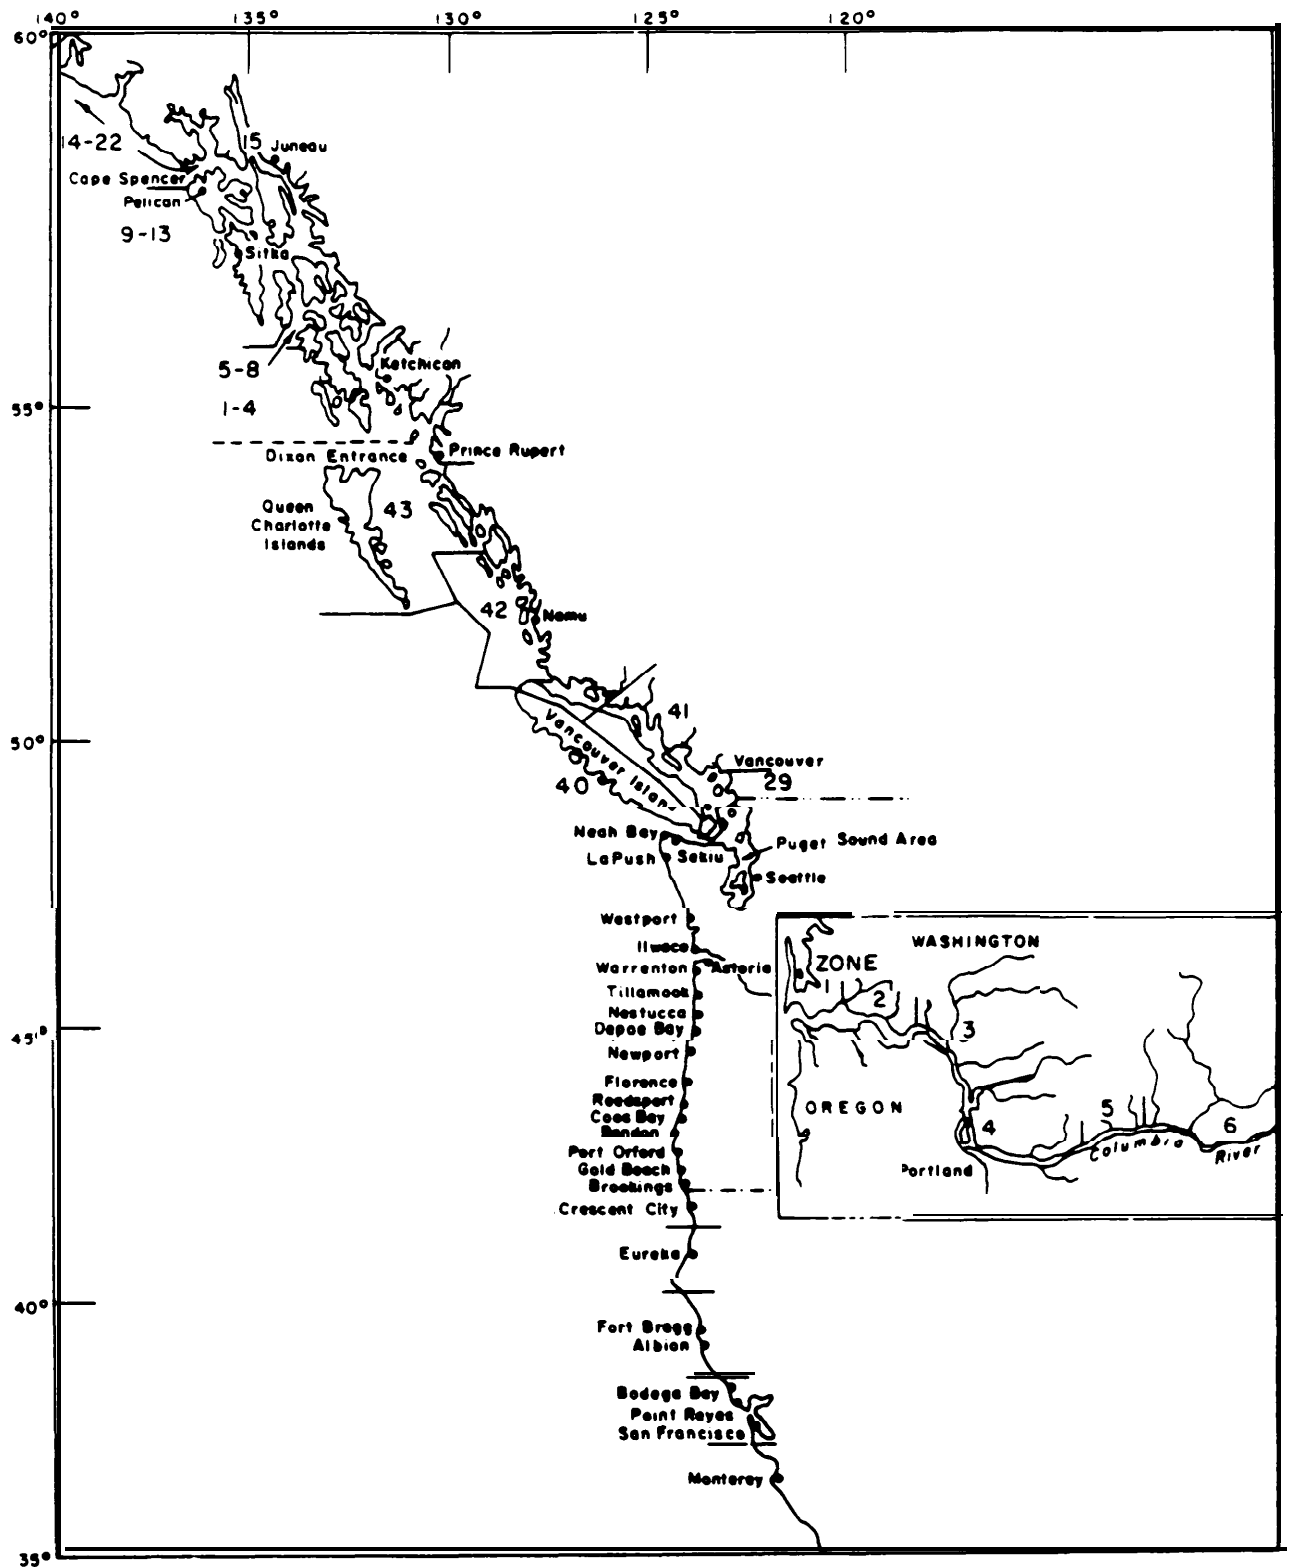 140° 135° 130° 125° 120°
60°
14-22
15 Juneau
Cape Spencer
Pelican
9-13
Sitka
5-8
Ketchican
1-4
55°
Dixon Entrance
Prince Rupert
Queen
Charlotte
Islands
43
42
Namu
41
50°
Vancouver Islan
Vancouver
29
40
Neah Bay
Puget Sound Area
LaPush
Sekiu
Seattle
Westport
Ilwaco
Warrenton
Astoria
Tillamook
Nestucca
45°
Depoe Bay
Newport
Florence
Reedsport
Coos Bay
Bandon
Port Orford
Gold Beach
Brookings
Crescent City
Eureka
40°
Fort Bragg
Albion
Bodega Bay
Point Reyes
San Francisco
Monterey
35°
WASHINGTON
ZONE
1
2
3
OREGON
4
5
6
Columbia River
Portland